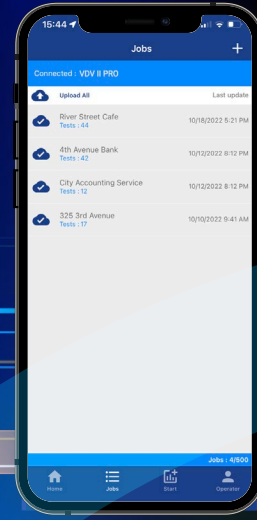 15:44
Jobs
+
Connected : VDV II PRO
Upload All Last update
River Street Cafe
Tests : 44
10/18/2022 5:21 PM
4th Avenue Bank
Tests : 42
10/12/2022 8:12 PM
City Accounting Service
Tests : 12
10/12/2022 8:12 PM
325 3rd Avenue
Tests : 17
10/10/2022 9:41 AM
Jobs : 4/500
Home Jobs Start Operator